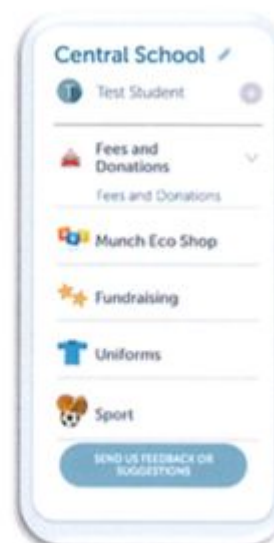 Central School
Test Student
Fees and
Donations
Fees and Donations
Munch Eco Shop
Fundraising
Uniforms
Sport
SEND US FEEDBACK OR
SUGGESTIONS